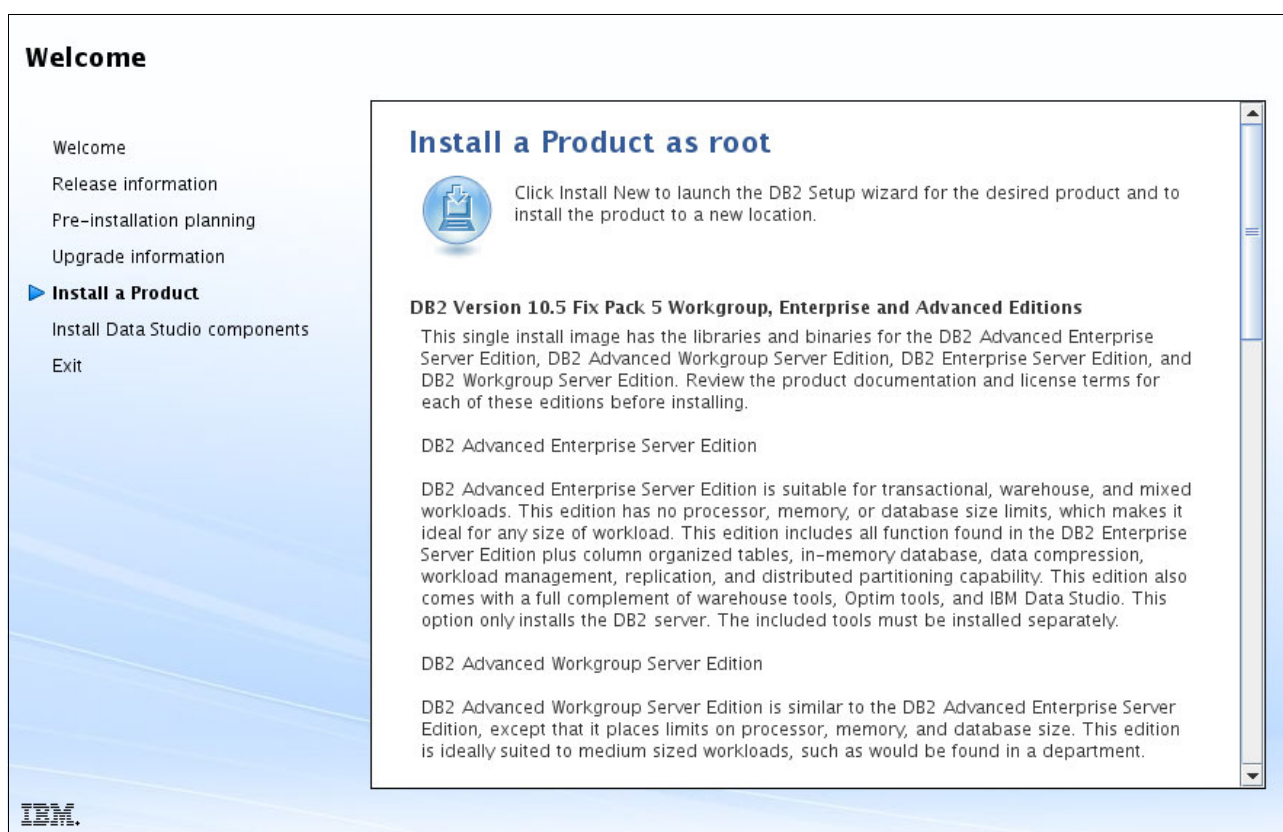 Welcome
Welcome
Release information
Pre-installation planning
Upgrade information
Install a Product
Install Data Studio components
Exit
Install a Product as root
Click Install New to launch the DB2 Setup wizard for the desired product and to
install the product to a new location.
DB2 Version 10.5 Fix Pack 5 Workgroup, Enterprise and Advanced Editions
This single install image has the libraries and binaries for the DB2 Advanced Enterprise
Server Edition, DB2 Advanced Workgroup Server Edition, DB2 Enterprise Server Edition, and
DB2 Workgroup Server Edition. Review the product documentation and license terms for
each of these editions before installing.
DB2 Advanced Enterprise Server Edition
DB2 Advanced Enterprise Server Edition is suitable for transactional, warehouse, and mixed
workloads. This edition has no processor, memory, or database size limits, which makes it
ideal for any size of workload. This edition includes all function found in the DB2 Enterprise
Server Edition plus column organized tables, in-memory database, data compression,
workload management, replication, and distributed partitioning capability. This edition also
comes with a full complement of warehouse tools, Optim tools, and IBM Data Studio. This
option only installs the DB2 server. The included tools must be installed separately.
DB2 Advanced Workgroup Server Edition
DB2 Advanced Workgroup Server Edition is similar to the DB2 Advanced Enterprise Server
Edition, except that it places limits on processor, memory, and database size. This edition
is ideally suited to medium sized workloads, such as would be found in a department.
IBM.